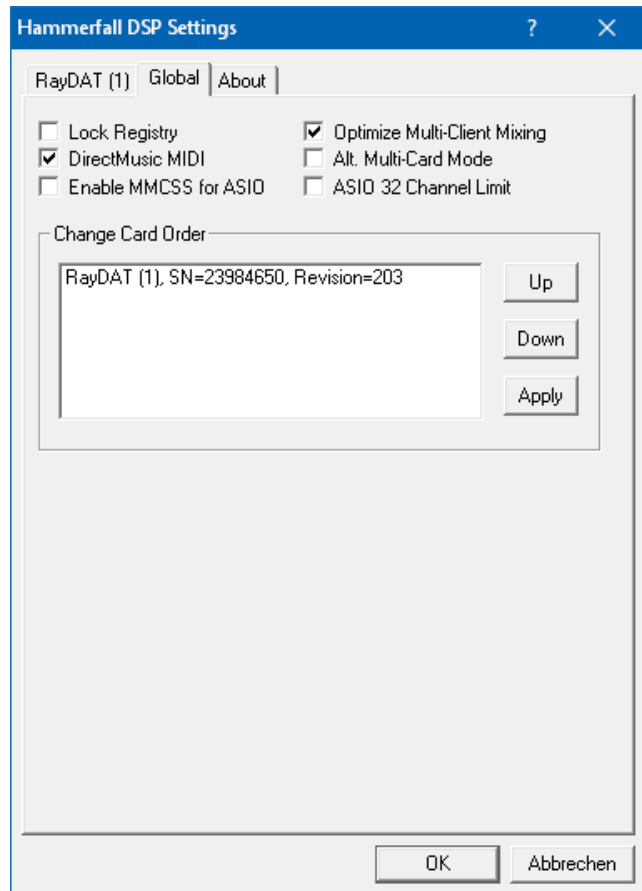 Hammerfall DSP Settings
RayDAT (1) Global About
Lock Registry Optimize Multi-Client Mixing
DirectMusic MIDI Alt. Multi-Card Mode
Enable MMCSS for ASIO ASIO 32 Channel Limit
Change Card Order
RayDAT (1), SN=23984650, Revision=203
Up
Down
Apply
OK Abbrechen